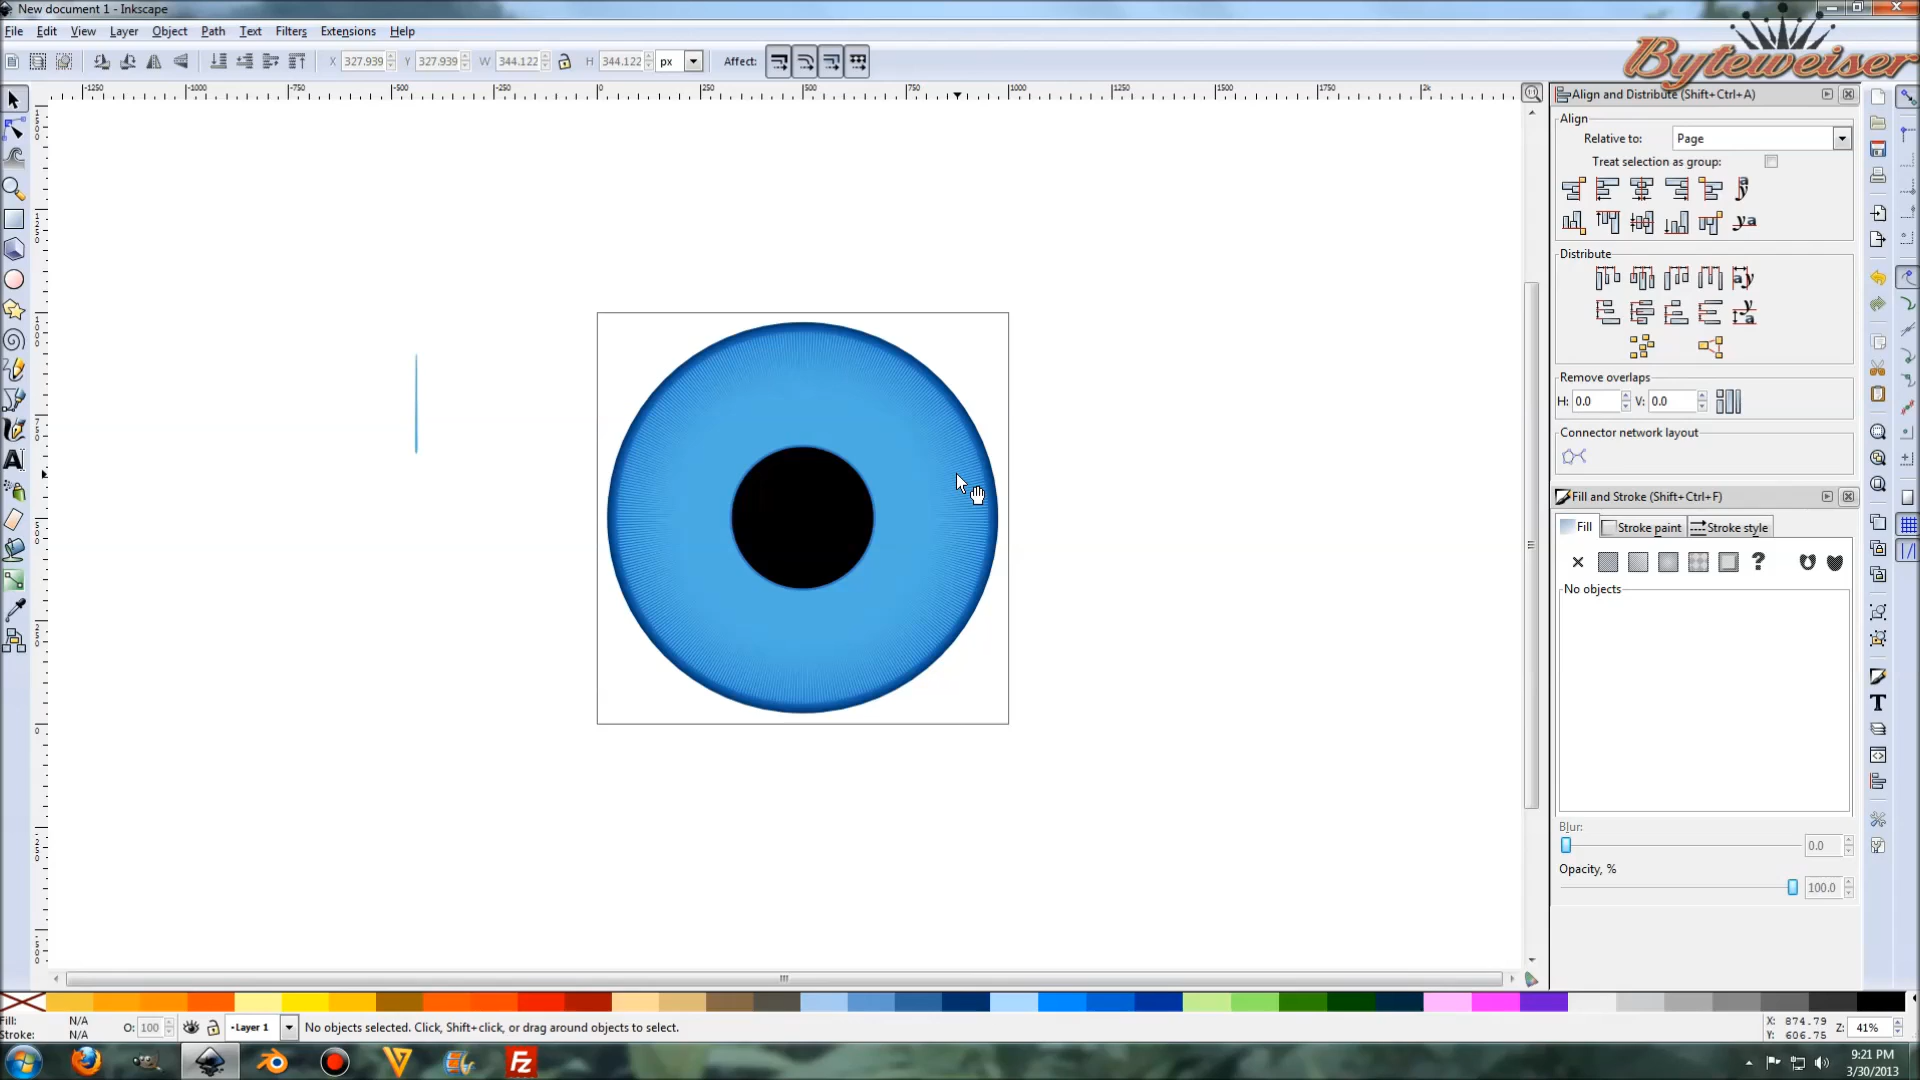 New document 1 - Inkscape
Byteweiser
File Edit View Layer Object Path Text Filters Extensions Help
X 327.939 Y 327.939 W 344.122 H 344.122 px Affect:
Align and Distribute (Shift+Ctrl+A)
Align
Relative to: Page
Treat selection as group:
Distribute
Remove overlaps
H: 0.0 V: 0.0
Connector network layout
Fill and Stroke (Shift+Ctrl+F)
Fill Stroke paint Stroke style
No objects
Blur:
0.0
Opacity, %
100.0
Fill: N/A
Stroke: N/A
O: 100
•Layer 1
No objects selected. Click, Shift+click, or drag around objects to select.
X: 874.79
Y: 606.75
Z: 41%
9:21 PM
3/30/2013